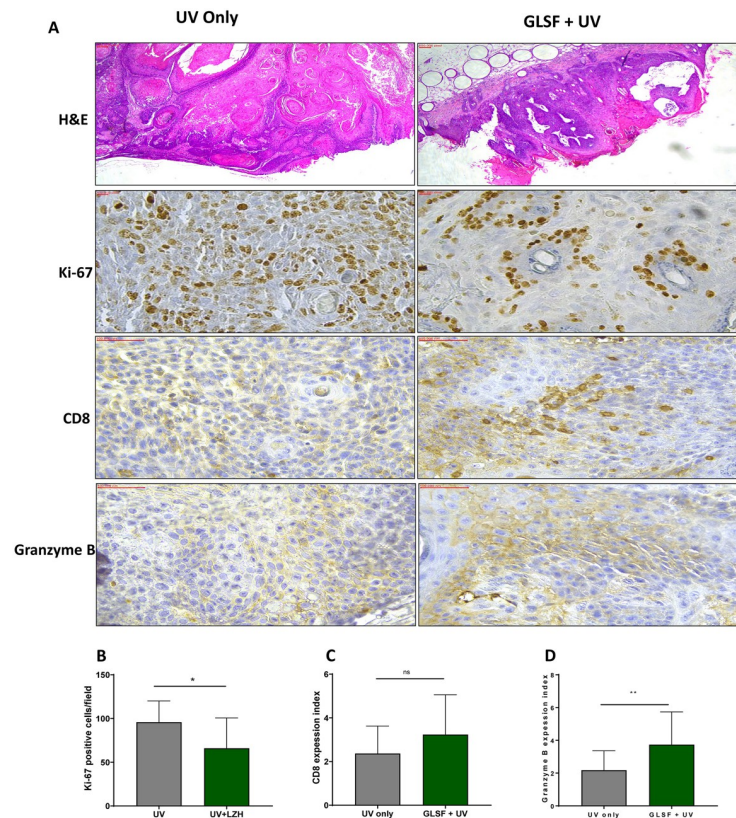 A
UV Only
GLSF + UV
H&E
Ki-67
CD8
Granzyme B
B
Ki-67 positive cells/field
150
100
50
0
*
UV
UV+LZH
C
CD8 expession index
6
4
2
0
ns
UV only
GLSF + UV
D
Granzyme B expession index
8
6
4
2
0
**
UV only
GLSF + UV